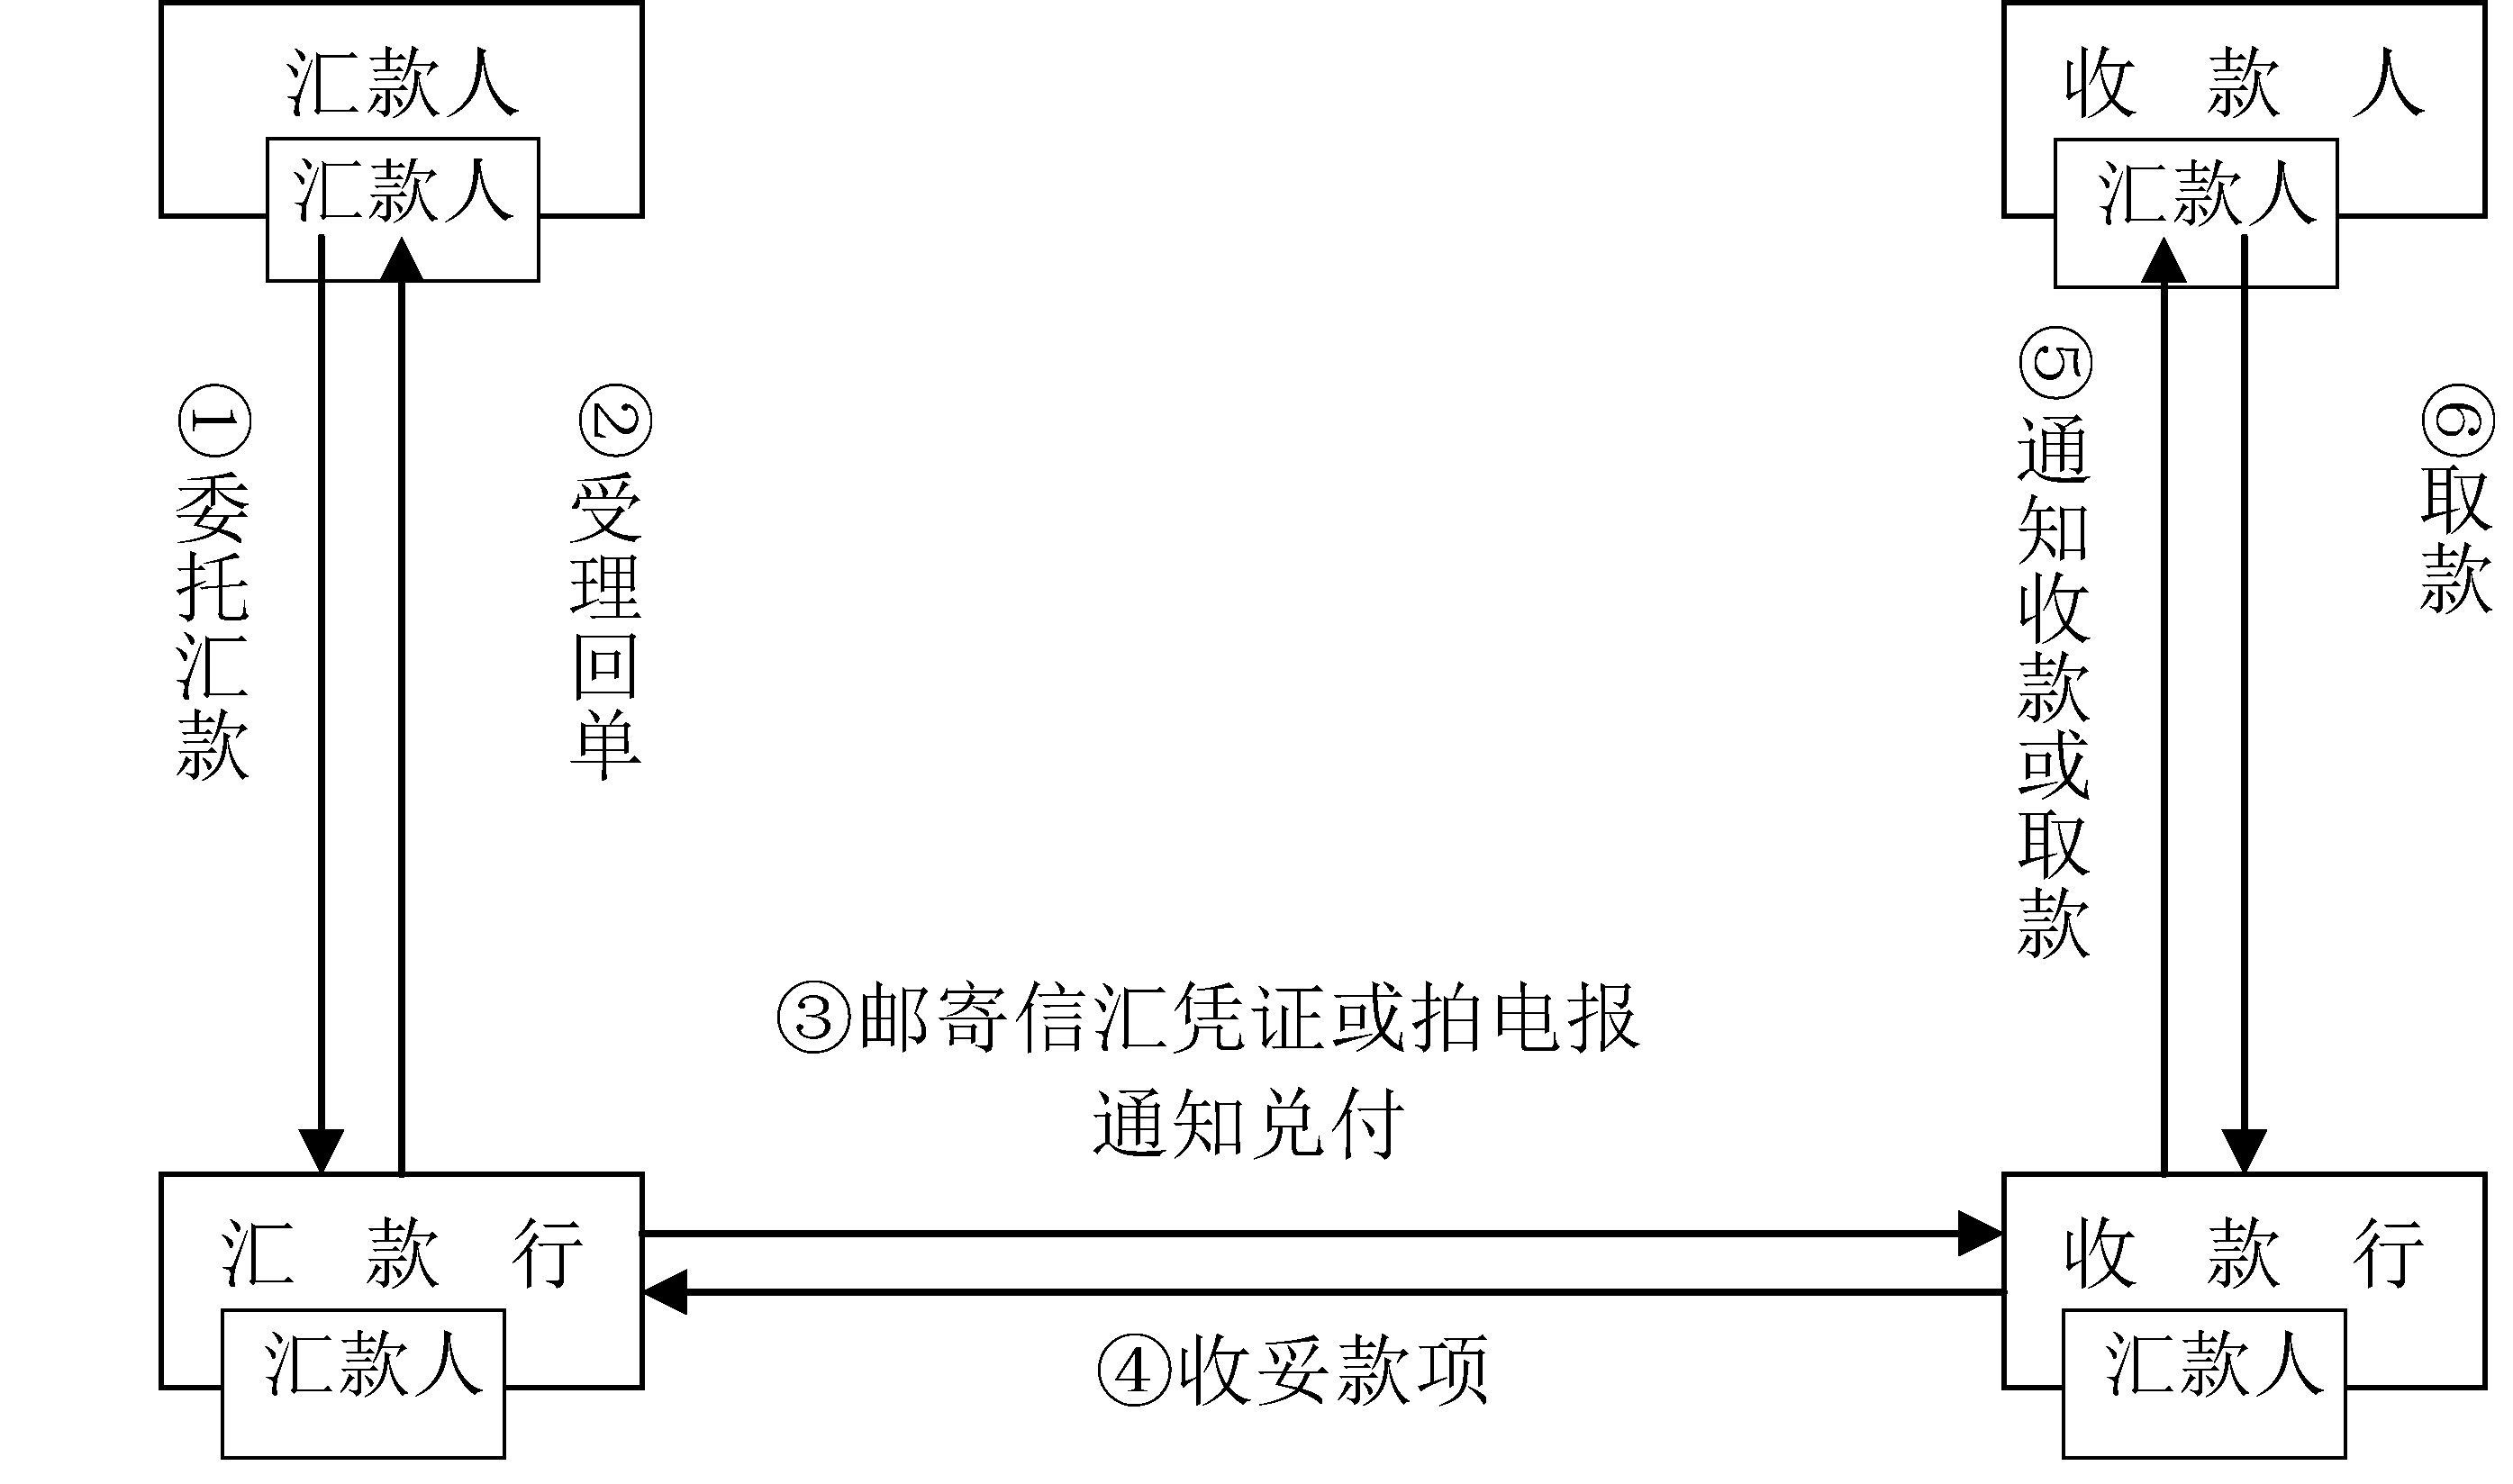 汇款人
汇款人
收 款 人
汇款人
①委托汇款
②受理回单
⑤通知收款或取款
⑥取款
③邮寄信汇凭证或拍电报
通知兑付
汇 款 行
汇款人
收 款 行
汇款人
④收妥款项